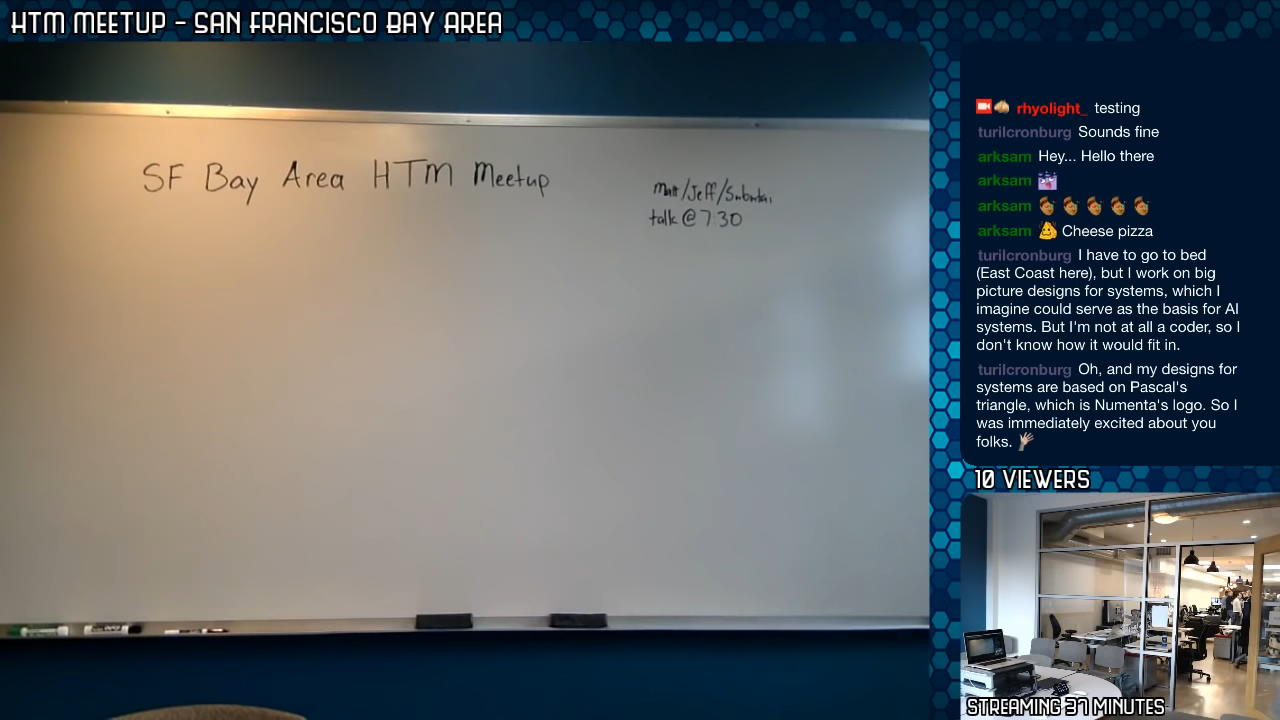 HTM MEETUP - SAN FRANCISCO BAY AREA
SF Bay Area HTM Meetup
Matt/Jeff/Subutai
talk @ 7:30
rhyolight_ testing
turilcronburg Sounds fine
arksam Hey... Hello there
arksam
arksam
arksam Cheese pizza
turilcronburg I have to go to bed
(East Coast here), but I work on big
picture designs for systems, which I
imagine could serve as the basis for AI
systems. But I'm not at all a coder, so I
don't know how it would fit in.
turilcronburg Oh, and my designs for
systems are based on Pascal's
triangle, which is Numenta's logo. So I
was immediately excited about you
folks.
10 VIEWERS
STREAMING 37 MINUTES